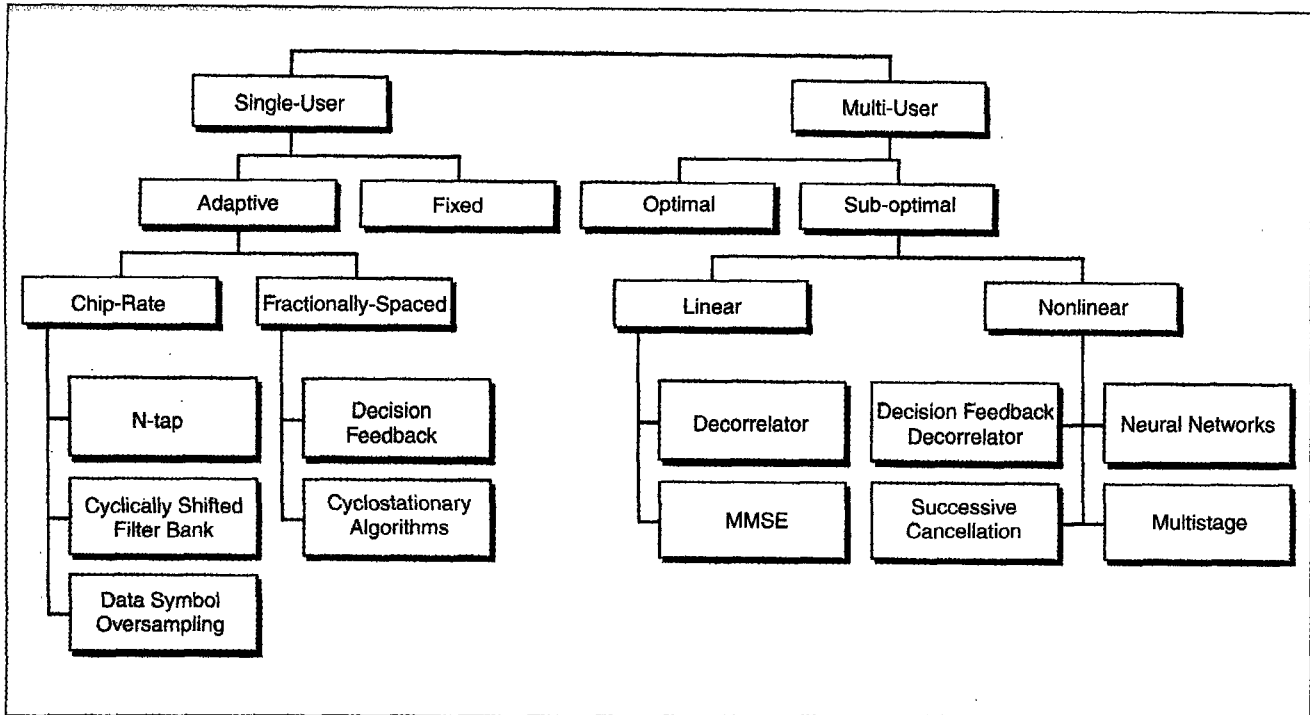 Single-User
Multi-User
Adaptive
Fixed
Optimal
Sub-optimal
Chip-Rate
Fractionally-Spaced
Linear
Nonlinear
N-tap
Decision
Feedback
Decorrelator
Decision Feedback
Decorrelator
Neural Networks
Cyclically Shifted
Filter Bank
Cyclostationary
Algorithms
MMSE
Successive
Cancellation
Multistage
Data Symbol
Oversampling